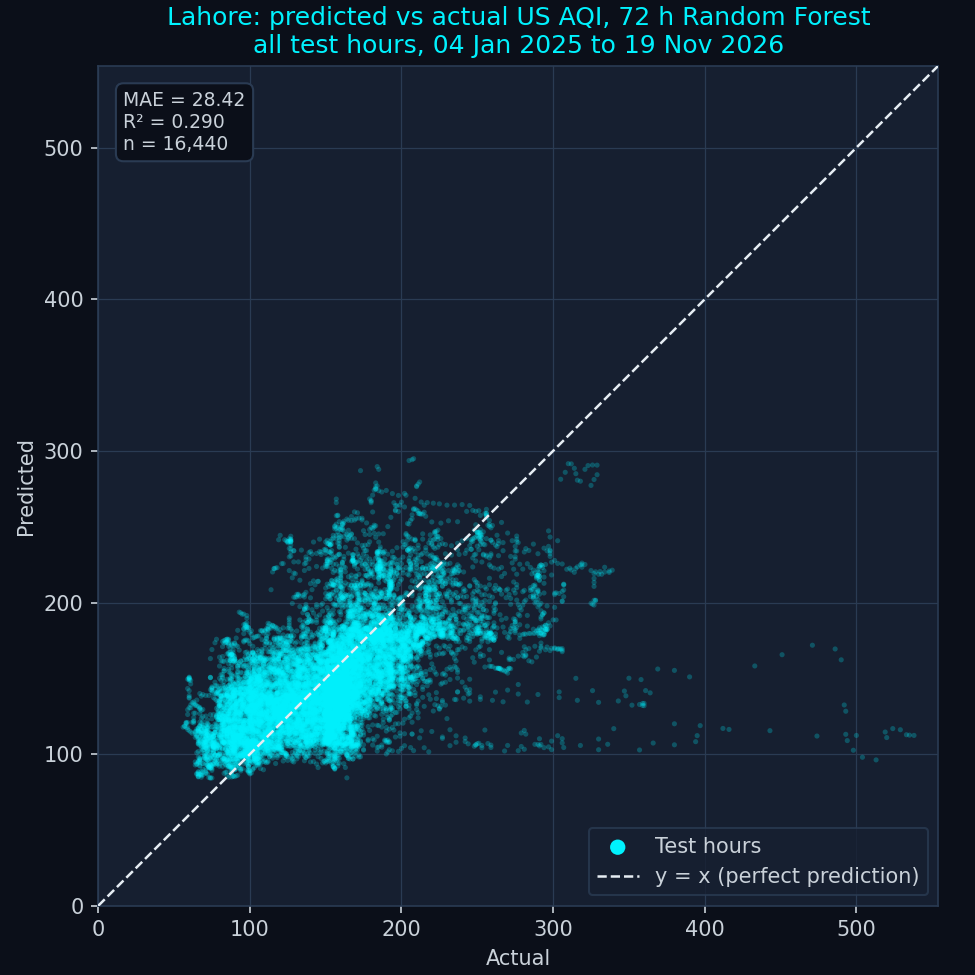 Lahore: predicted vs actual US AQI, 72 h Random Forest
all test hours, 04 Jan 2025 to 19 Nov 2026
MAE = 28.42
R² = 0.290
n = 16,440
500
400
300
200
100
0
Predicted
Test hours
y = x (perfect prediction)
0 100 200 300 400 500
Actual